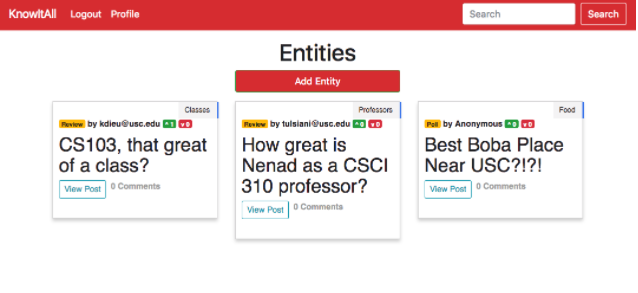 KnowItAll Logout Profile Search Search
Entities
Add Entity
Classes
Review by kdieu@usc.edu ^ 1 v 0
CS103, that great
of a class?
View Post 0 Comments
Professors
Review by tulsiani@usc.edu ^ 6 v 0
How great is
Nenad as a CSCI
310 professor?
View Post 0 Comments
Food
Poll by Anonymous ^ 9 v 0
Best Boba Place
Near USC?!?!
View Post 0 Comments